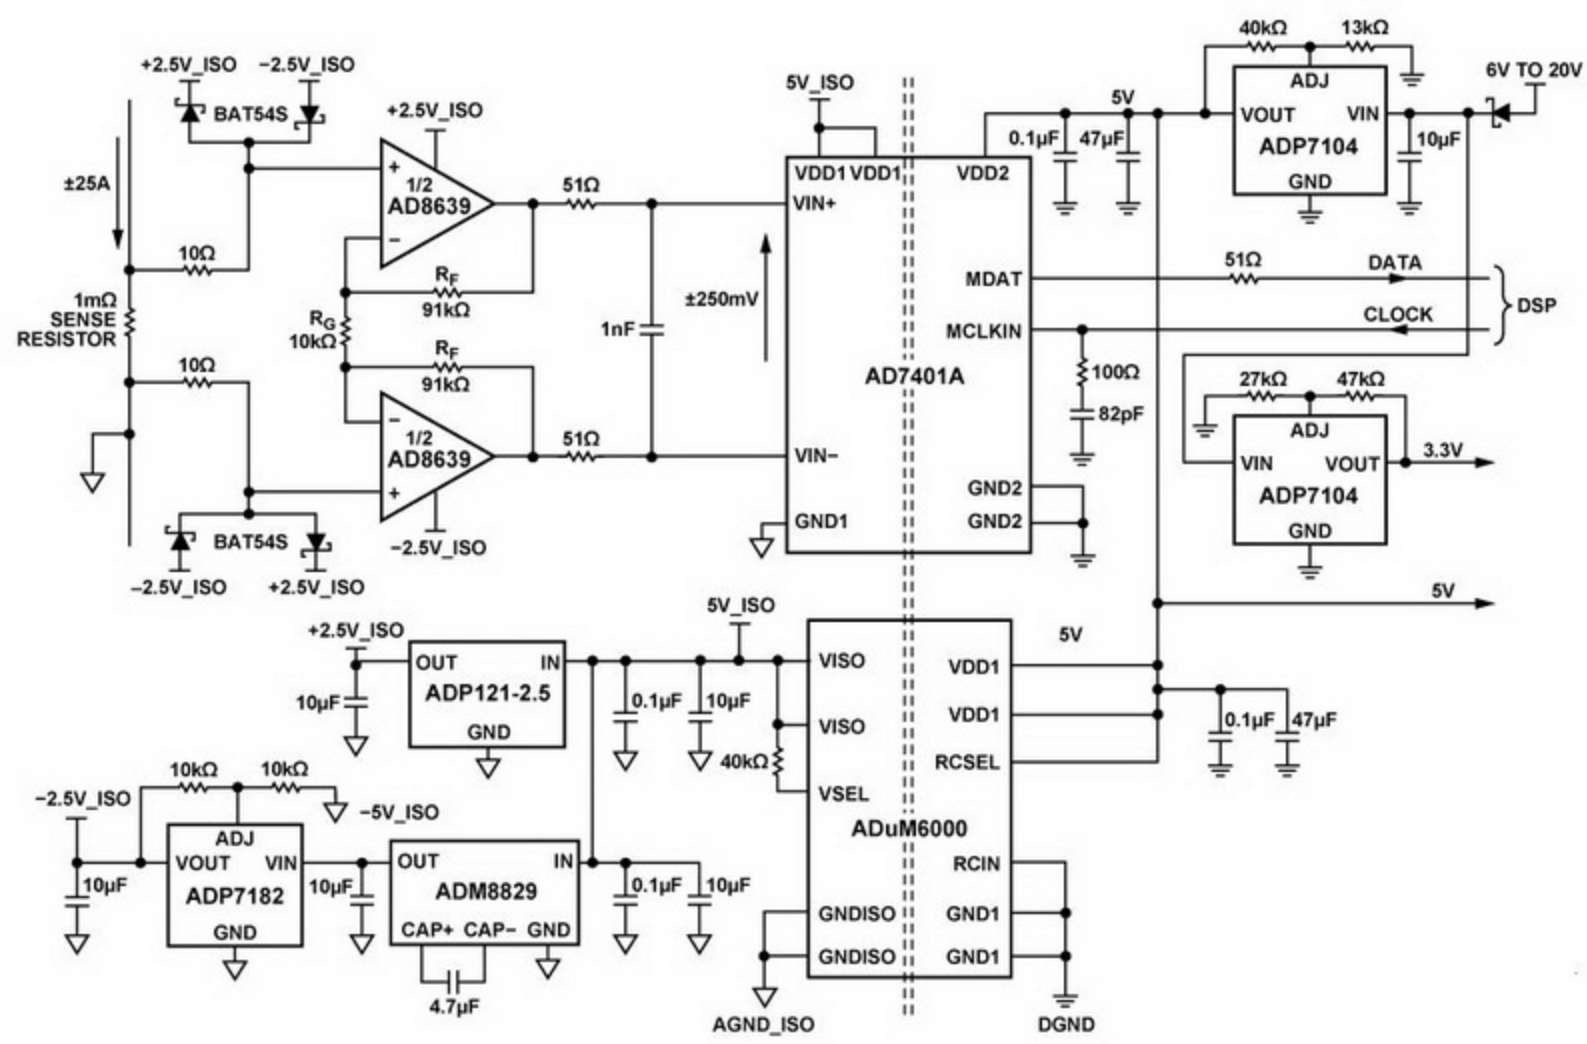 40kΩ 13kΩ
ADJ
6V TO 20V
VOUT VIN
ADP7104
GND
10µF
+2.5V_ISO −2.5V_ISO
BAT54S
+2.5V_ISO
±25A
+
1/2
AD8639
−
10Ω
51Ω
RF
91kΩ
1mΩ
SENSE
RESISTOR
RG
10kΩ
RF
91kΩ
10Ω
−
1/2
AD8639
+
51Ω
1nF
±250mV
−2.5V_ISO
BAT54S
−2.5V_ISO +2.5V_ISO
5V_ISO
VDD1 VDD1 VDD2
VIN+
MDAT
MCLKIN
AD7401A
VIN−
GND2
GND1 GND2
5V
0.1µF 47µF
51Ω DATA
CLOCK
DSP
100Ω
82pF
27kΩ 47kΩ
ADJ
VIN VOUT
ADP7104
GND
3.3V
5V
+2.5V_ISO
OUT IN
ADP121-2.5
GND
10µF
5V_ISO
0.1µF 10µF
40kΩ
VISO
VISO
VSEL
ADuM6000
5V
VDD1
VDD1
RCSEL
RCIN
GNDISO GND1
GNDISO GND1
0.1µF 47µF
10kΩ 10kΩ
−2.5V_ISO
−5V_ISO
ADJ
VOUT VIN
ADP7182
GND
10µF
10µF
OUT IN
ADM8829
CAP+ CAP− GND
4.7µF
0.1µF 10µF
AGND_ISO
DGND